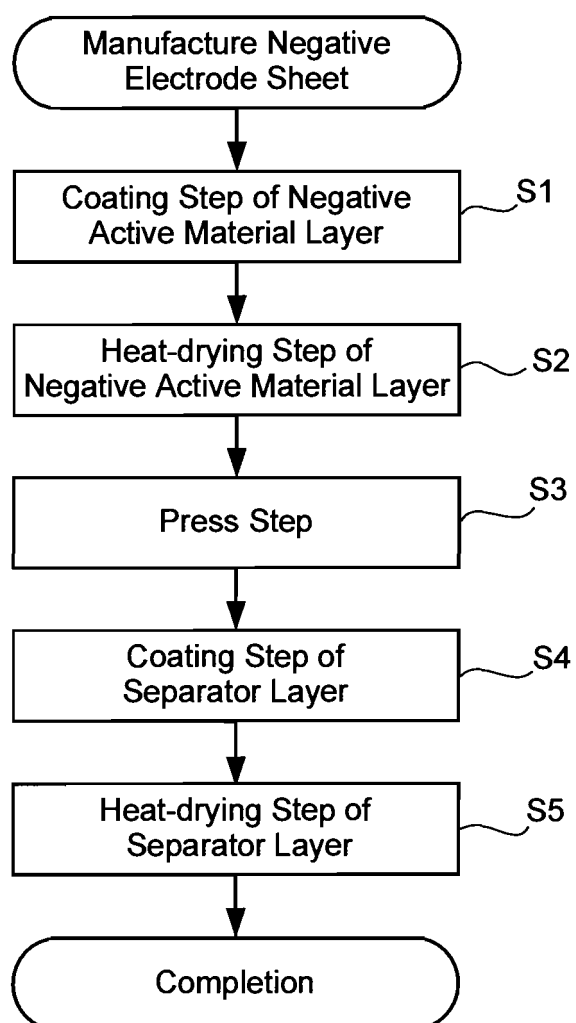 Manufacture Negative
Electrode Sheet
Coating Step of Negative
Active Material Layer
S1
Heat-drying Step of
Negative Active Material Layer
S2
Press Step
S3
Coating Step of
Separator Layer
S4
Heat-drying Step of
Separator Layer
S5
Completion